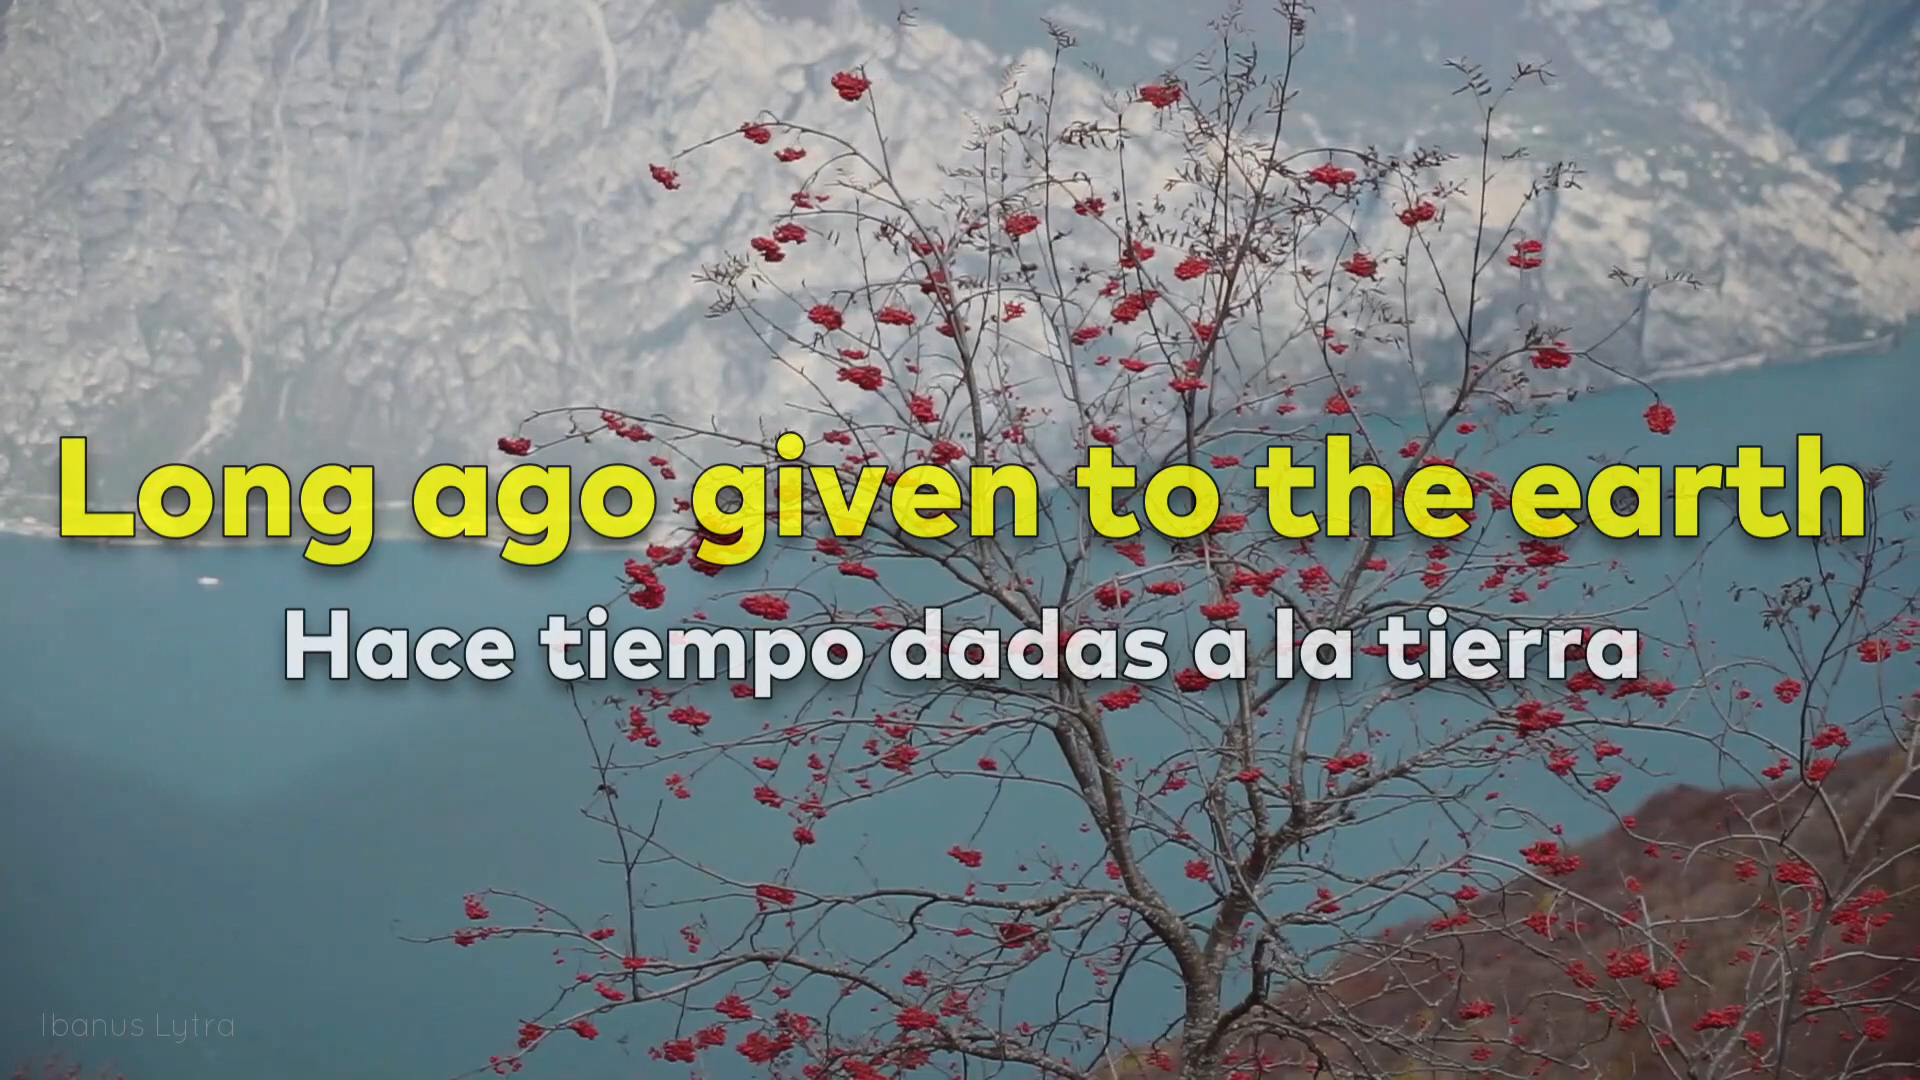 Long ago given to the earth
Hace tiempo dadas a la tierra
Ibanus Lytra